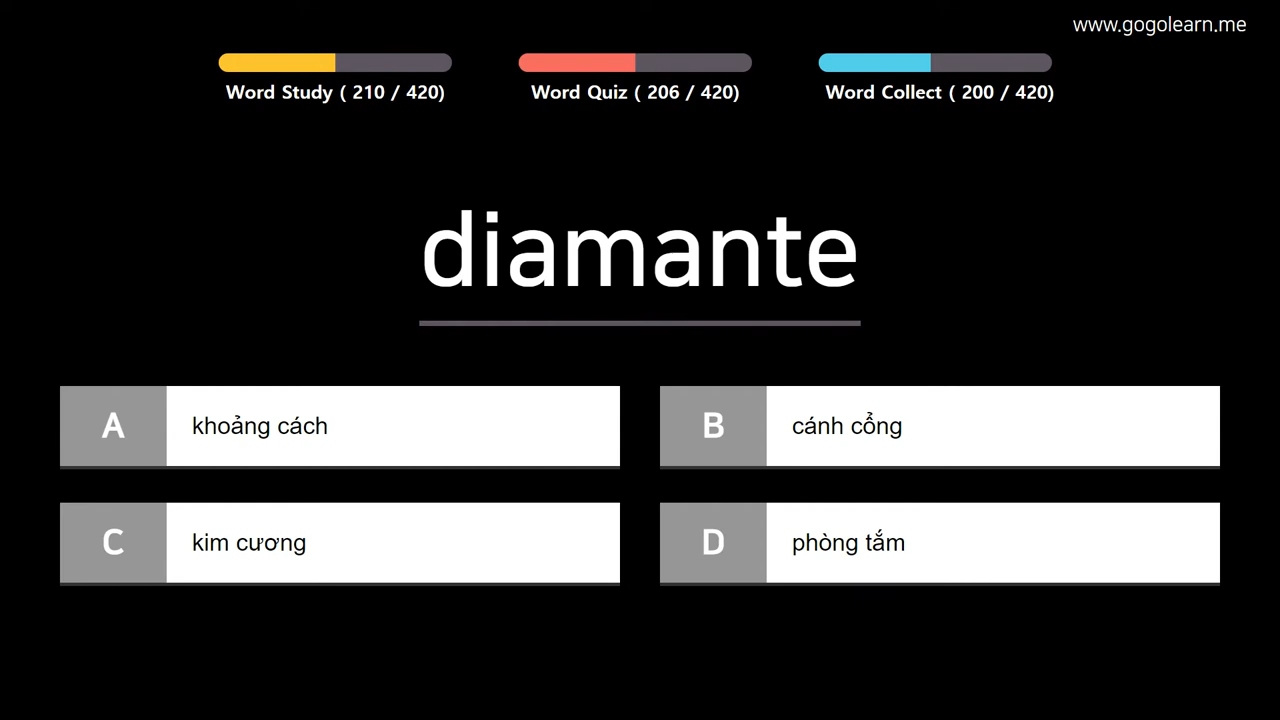 www.gogolearn.me
Word Study ( 210 / 420)
Word Quiz ( 206 / 420)
Word Collect ( 200 / 420)
diamante
A khoảng cách
B cánh cổng
C kim cương
D phòng tắm